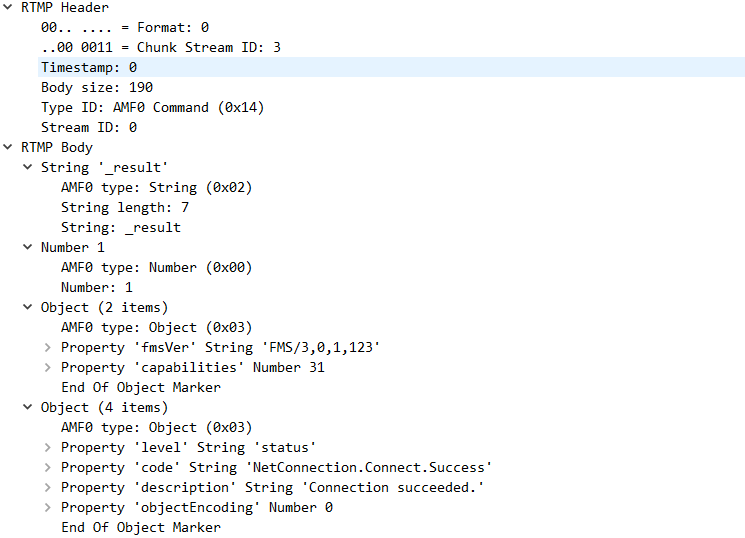 RTMP Header
00.. .... = Format: 0
..00 0011 = Chunk Stream ID: 3
Timestamp: 0
Body size: 190
Type ID: AMF0 Command (0x14)
Stream ID: 0
RTMP Body
String '_result'
AMF0 type: String (0x02)
String length: 7
String: _result
Number 1
AMF0 type: Number (0x00)
Number: 1
Object (2 items)
AMF0 type: Object (0x03)
Property 'fmsVer' String 'FMS/3,0,1,123'
Property 'capabilities' Number 31
End Of Object Marker
Object (4 items)
AMF0 type: Object (0x03)
Property 'level' String 'status'
Property 'code' String 'NetConnection.Connect.Success'
Property 'description' String 'Connection succeeded.'
Property 'objectEncoding' Number 0
End Of Object Marker